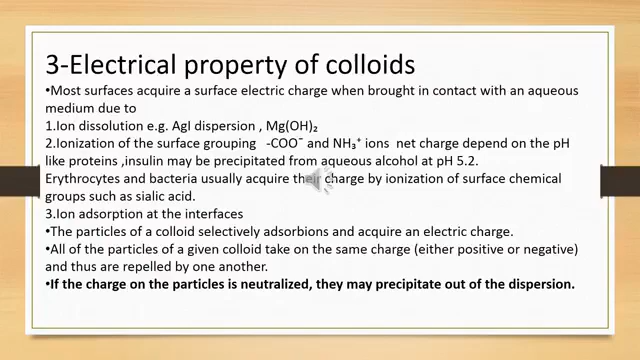 3-Electrical property of colloids
•Most surfaces acquire a surface electric charge when brought in contact with an aqueous
medium due to
1.Ion dissolution e.g. AgI dispersion , Mg(OH)₂
2.Ionization of the surface grouping -COO⁻ and NH₃⁺ ions net charge depend on the pH
like proteins ,insulin may be precipitated from aqueous alcohol at pH 5.2.
Erythrocytes and bacteria usually acquire their charge by ionization of surface chemical
groups such as sialic acid.
3.Ion adsorption at the interfaces
•The particles of a colloid selectively adsorbions and acquire an electric charge.
•All of the particles of a given colloid take on the same charge (either positive or negative)
and thus are repelled by one another.
•If the charge on the particles is neutralized, they may precipitate out of the dispersion.